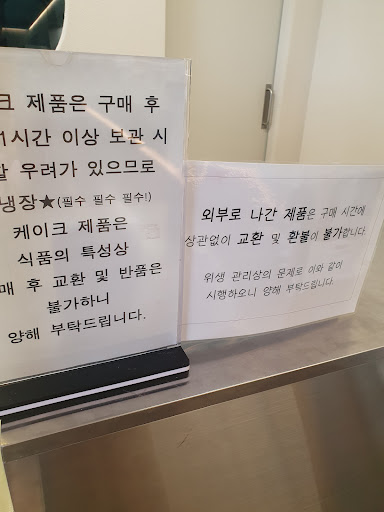 크 제품은 구매 후
1시간 이상 보관 시
할 우려가 있으므로
냉장★(필수 필수 필수!)
케이크 제품은
식품의 특성상
매 후 교환 및 반품은
불가하니
양해 부탁드립니다.
외부로 나간 제품은 구매 시간에
상관없이 교환 및 환불이 불가합니다.
위생 관리상의 문제로 이와 같이
시행하오니 양해 부탁드립니다.